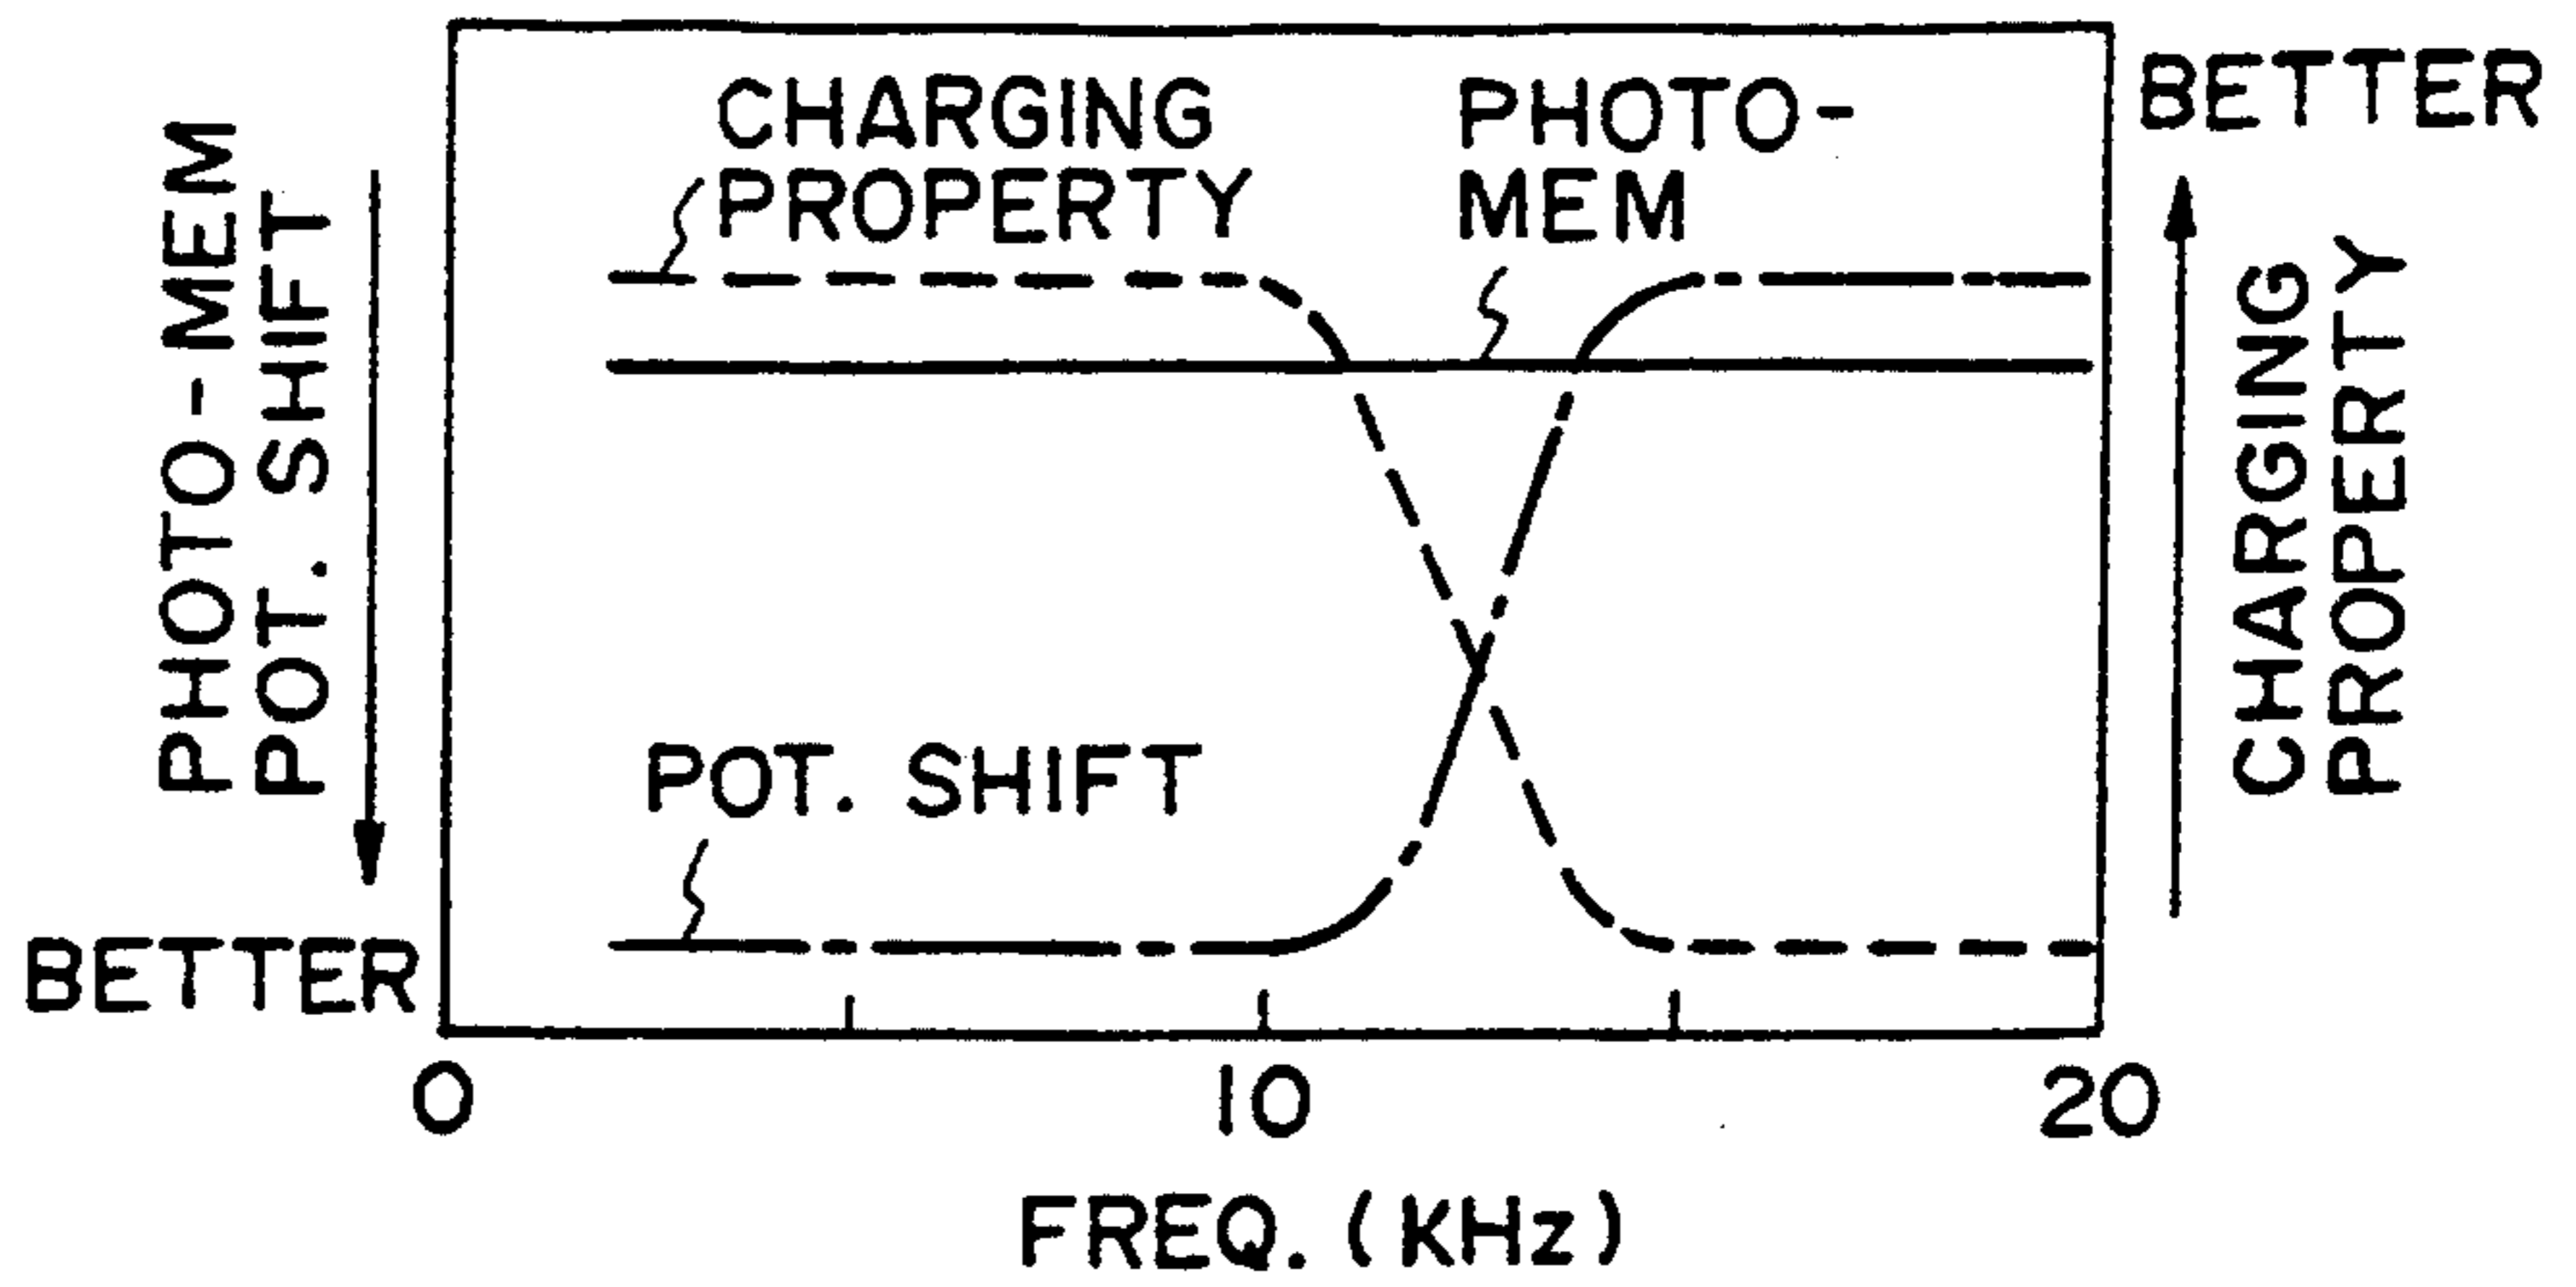 PHOTO-MEM
POT. SHIFT
BETTER
CHARGING
PROPERTY
PHOTO-
MEM
POT. SHIFT
BETTER
CHARGING
PROPERTY
0
10
20
FREQ. (KHz)